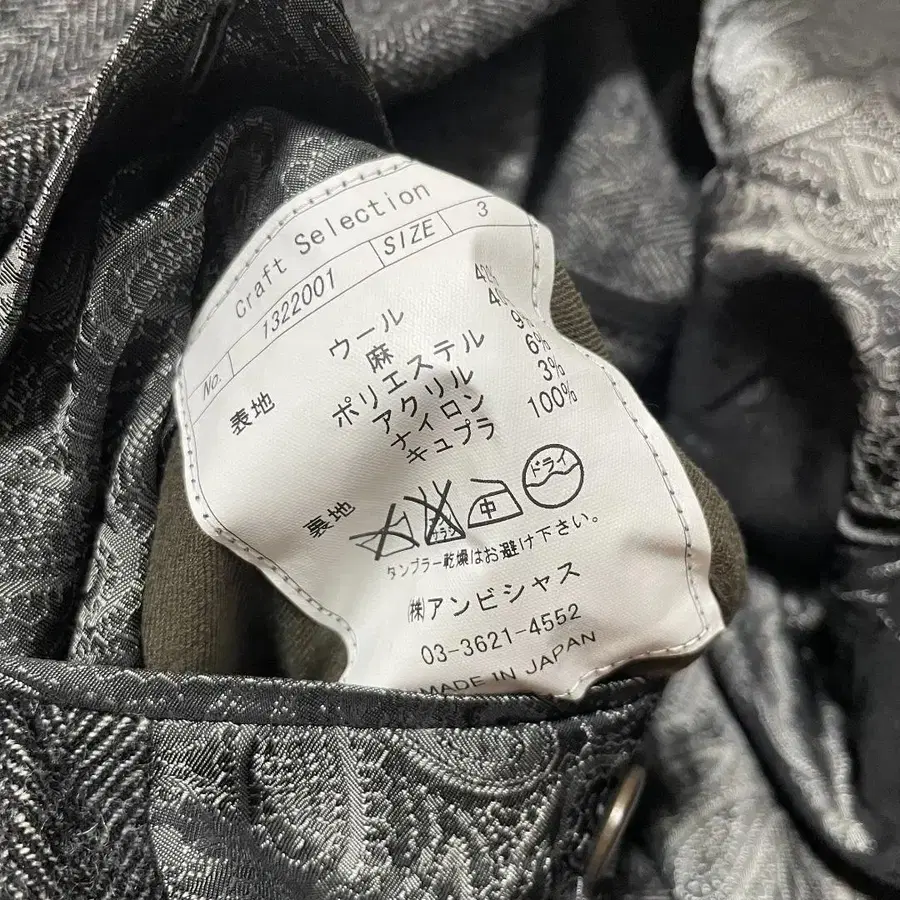 Craft Selection
No. 1322001 SIZE 3
表地 ウール
麻
ポリエステル
アクリル 6%
ナイロン 3%
裏地 キュプラ 100%
ドライ
中
タンブラー乾燥はお避け下さい。
㈱アンビシャス
03-3621-4552
MADE IN JAPAN